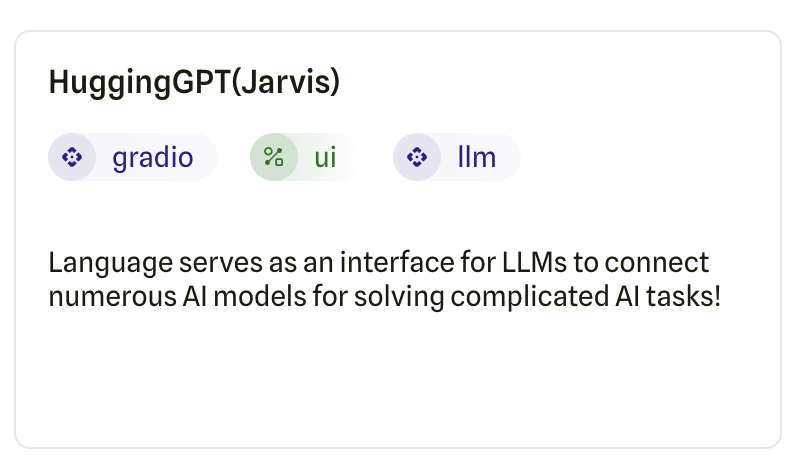 HuggingGPT(Jarvis)
gradio ui llm
Language serves as an interface for LLMs to connect
numerous AI models for solving complicated AI tasks!